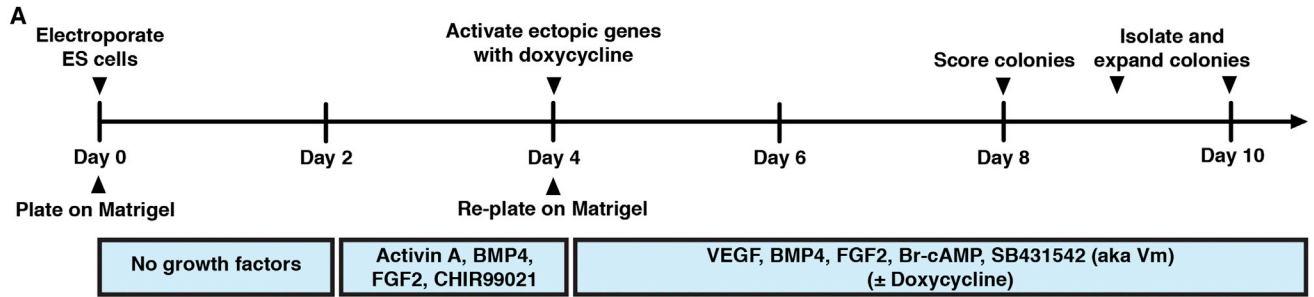 A
Electroporate
ES cells
Activate ectopic genes
with doxycycline
Score colonies
Isolate and
expand colonies
Day 0
Day 2
Day 4
Day 6
Day 8
Day 10
Plate on Matrigel
Re-plate on Matrigel
No growth factors
Activin A, BMP4,
FGF2, CHIR99021
VEGF, BMP4, FGF2, Br-cAMP, SB431542 (aka Vm)
(± Doxycycline)